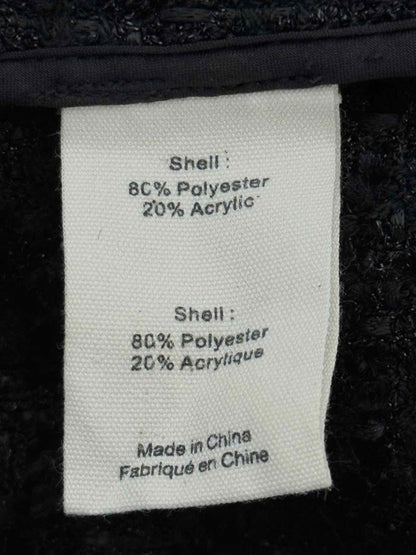 Shell :
80% Polyester
20% Acrylic
Shell :
80% Polyester
20% Acrylique
Made in China
Fabriqué en Chine